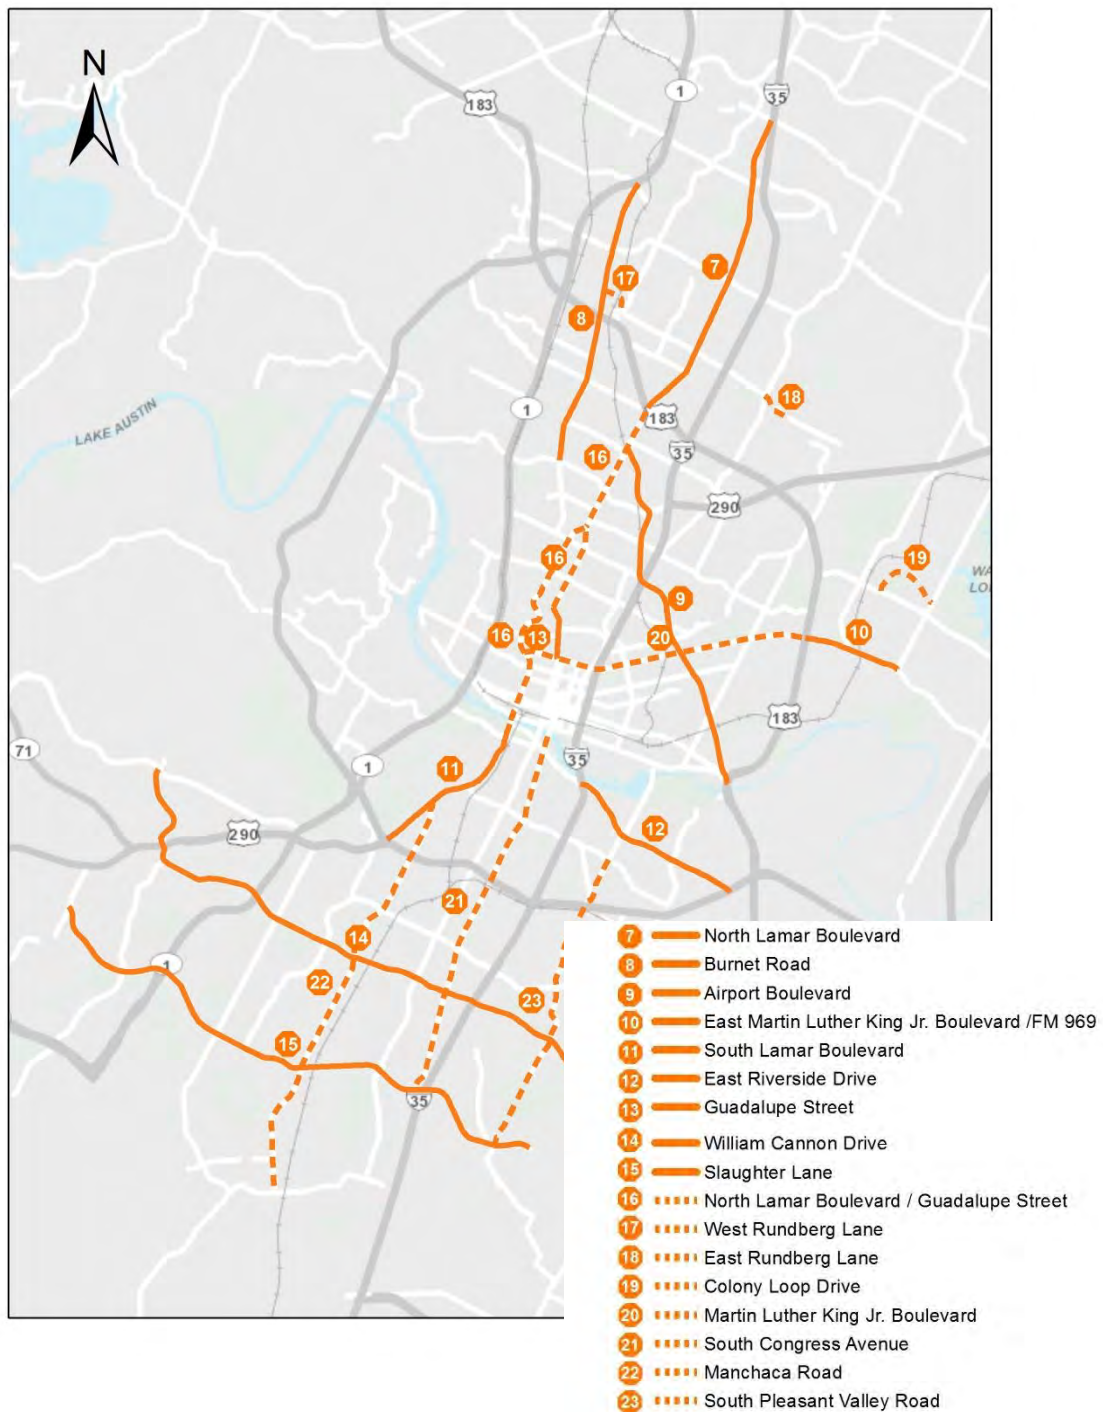 N
1
35
183
17
7
8
18
LAKE AUSTIN
1
183
16
35
290
16
19
WA
LO
9
16
13
20
10
183
71
1
35
11
290
12
21
14
1
22
23
15
35
7 North Lamar Boulevard
8 Burnet Road
9 Airport Boulevard
10 East Martin Luther King Jr. Boulevard /FM 969
11 South Lamar Boulevard
12 East Riverside Drive
13 Guadalupe Street
14 William Cannon Drive
15 Slaughter Lane
16 North Lamar Boulevard / Guadalupe Street
17 West Rundberg Lane
18 East Rundberg Lane
19 Colony Loop Drive
20 Martin Luther King Jr. Boulevard
21 South Congress Avenue
22 Manchaca Road
23 South Pleasant Valley Road